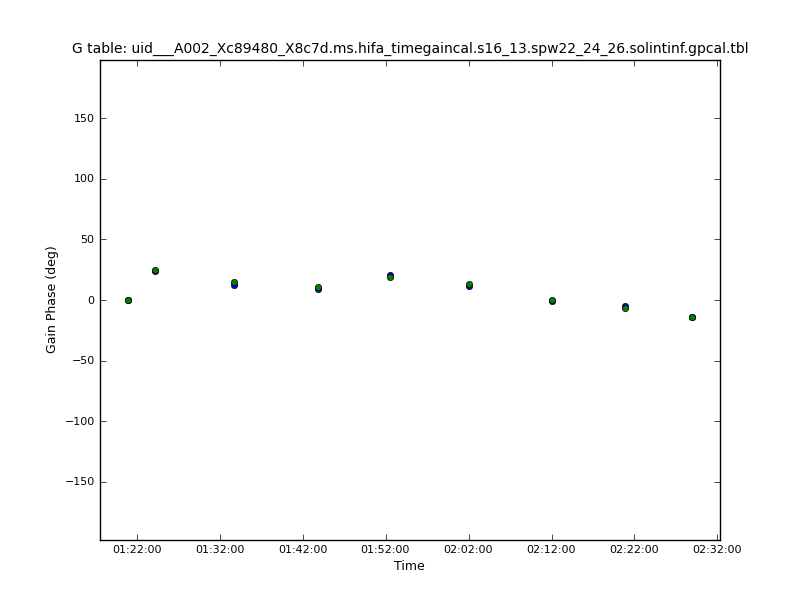 G table: uid___A002_Xc89480_X8c7d.ms.hifa_timegaincal.s16_13.spw22_24_26.solintinf.gpcal.tbl
Gain Phase (deg)
150
100
50
0
−50
−100
−150
01:22:00 01:32:00 01:42:00 01:52:00 02:02:00 02:12:00 02:22:00 02:32:00
Time